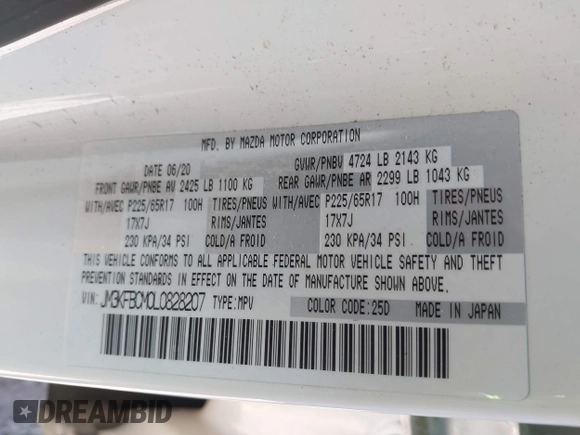 MFD. BY MAZDA MOTOR CORPORATION
DATE 06/20 GVWR/PNBV 4724 LB 2143 KG
FRONT GAWR/PNBE AV 2425 LB 1100 KG REAR GAWR/PNBE AR 2299 LB 1043 KG
WITH/AVEC P225/65R17 100H TIRES/PNEUS WITH/AVEC P225/65R17 100H TIRES/PNEUS
17X7J RIMS/JANTES 17X7J RIMS/JANTES
230 KPA/34 PSI COLD/A FROID 230 KPA/34 PSI COLD/A FROID
THIS VEHICLE CONFORMS TO ALL APPLICABLE FEDERAL MOTOR VEHICLE SAFETY AND THEFT
PREVENTION STANDARDS IN EFFECT ON THE DATE OF MANUFACTURE SHOWN ABOVE.
VIN: JM3KFBCM0L0828207 TYPE:MPV COLOR CODE:25D MADE IN JAPAN
DREAMBID